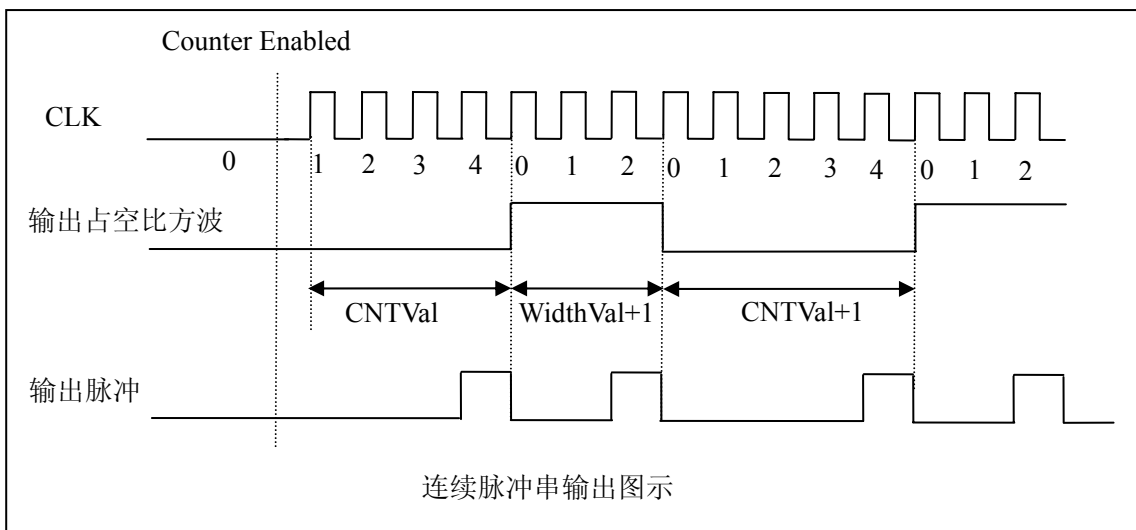 Counter Enabled
CLK
0 1 2 3 4 0 1 2 0 1 2 3 4 0 1 2
输出占空比方波
CNTVal WidthVal+1 CNTVal+1
输出脉冲
连续脉冲串输出图示